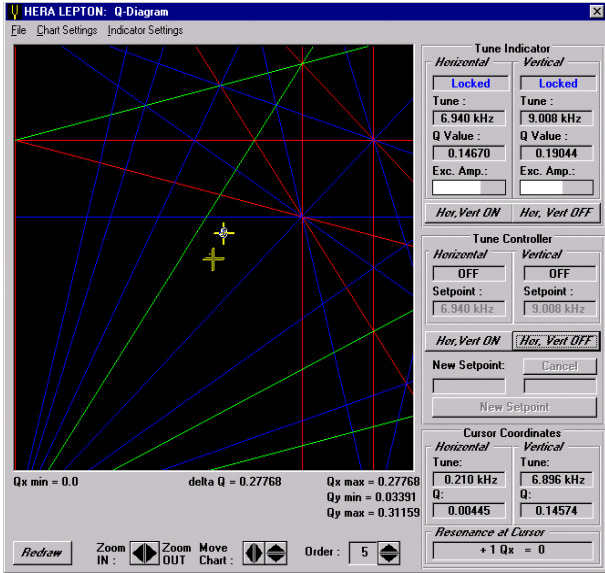 HERA LEPTON: Q-Diagram
File Chart Settings Indicator Settings
Tune Indicator
Horizontal Vertical
Locked Locked
Tune : Tune :
6.940 kHz 9.008 kHz
Q Value : Q Value :
0.14670 0.19044
Exc. Amp.: Exc. Amp.:
Hor,Vert ON Hor, Vert OFF
Tune Controller
Horizontal Vertical
OFF OFF
Setpoint : Setpoint :
6.940 kHz 9.008 kHz
Hor,Vert ON Hor, Vert OFF
New Setpoint: Cancel
New Setpoint
Cursor Coordinates
Horizontal Vertical
Tune: Tune:
0.210 kHz 6.896 kHz
Q: Q:
0.00445 0.14574
Resonance at Cursor
+ 1 Qx = 0
Qx min = 0.0 delta Q = 0.27768 Qx max = 0.27768
Qy min = 0.03391
Qy max = 0.31159
Redraw Zoom IN : Zoom OUT Move Chart : Order : 5